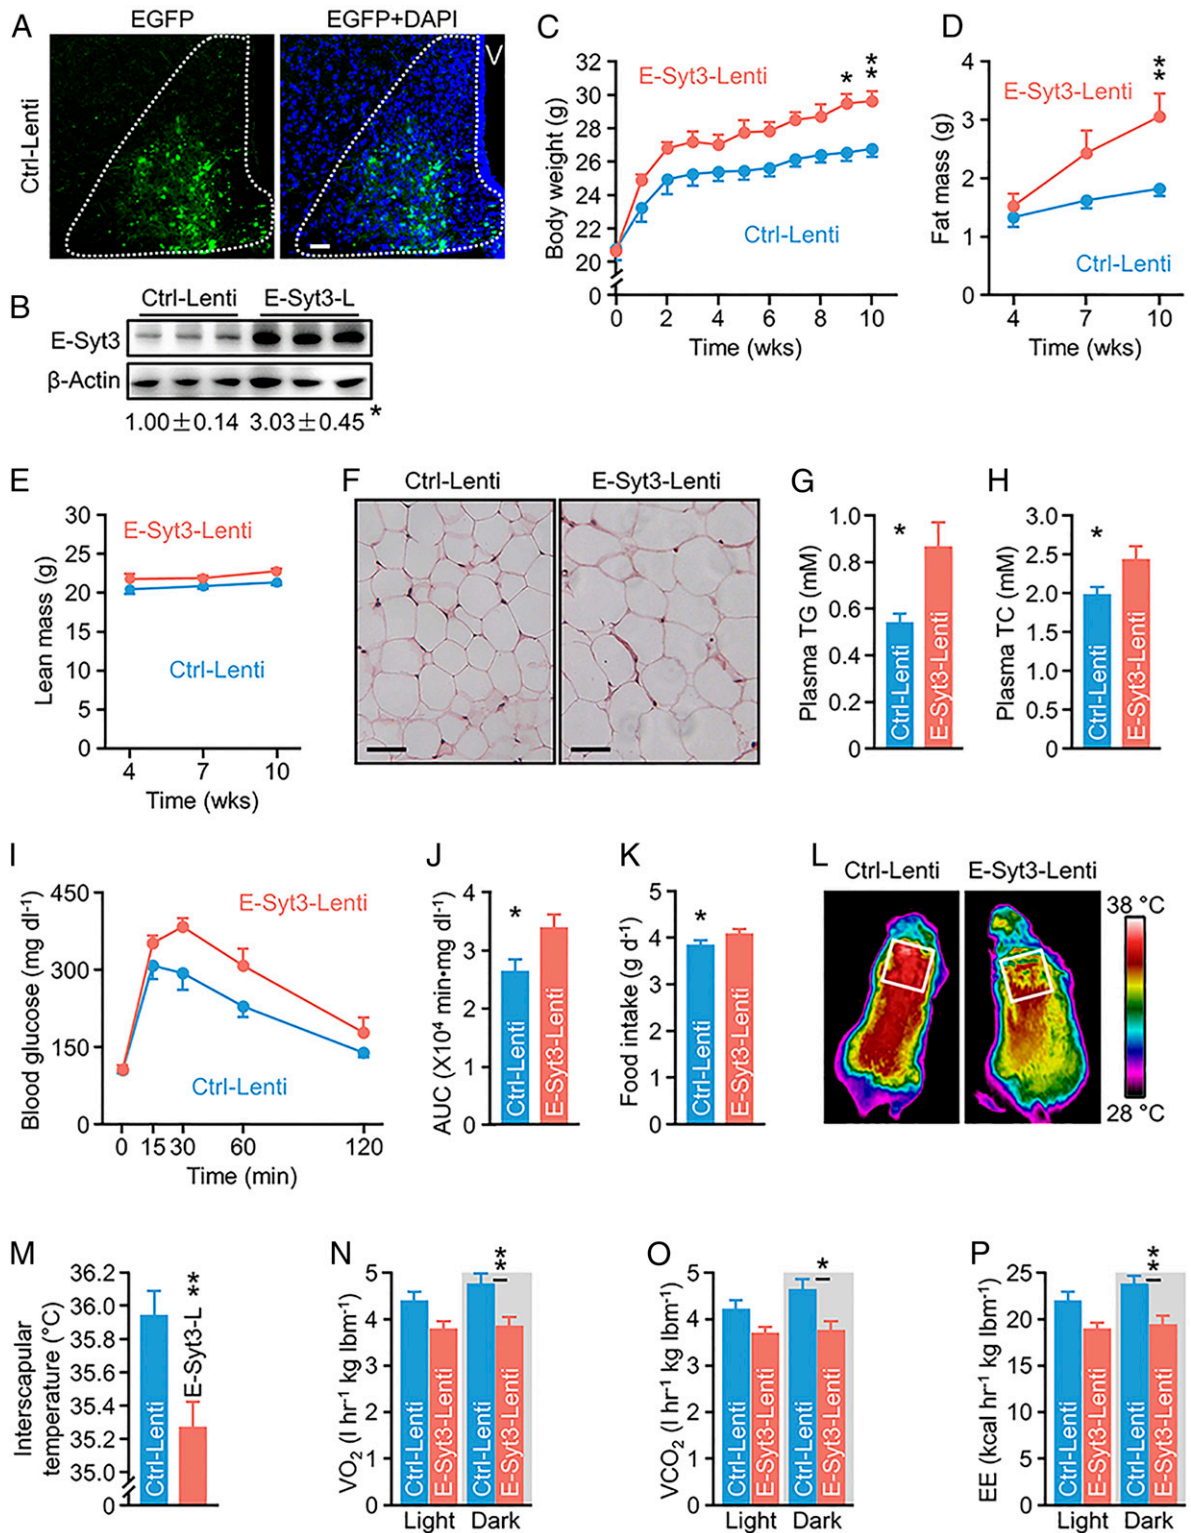 A
EGFP
EGFP+DAPI
Ctrl-Lenti
V
B
Ctrl-Lenti E-Syt3-L
E-Syt3
β-Actin
1.00±0.14 3.03±0.45 *
C
Body weight (g)
32
30
28
26
24
22
20
0
E-Syt3-Lenti
*
**
Ctrl-Lenti
0 2 4 6 8 10
Time (wks)
D
Fat mass (g)
4
3
2
1
0
E-Syt3-Lenti
**
Ctrl-Lenti
4 7 10
Time (wks)
E
Lean mass (g)
30
25
20
15
10
5
0
E-Syt3-Lenti
Ctrl-Lenti
4 7 10
Time (wks)
F
Ctrl-Lenti E-Syt3-Lenti
G
Plasma TG (mM)
1.0
0.8
0.6
0.4
0.2
0
*
Ctrl-Lenti
E-Syt3-Lenti
H
Plasma TC (mM)
3.0
2.5
2.0
1.5
1.0
0.5
0
*
Ctrl-Lenti
E-Syt3-Lenti
I
Blood glucose (mg dl⁻¹)
450
300
150
0
E-Syt3-Lenti
Ctrl-Lenti
0 15 30 60 120
Time (min)
J
AUC (X10⁴ min•mg dl⁻¹)
4
3
2
1
0
*
Ctrl-Lenti
E-Syt3-Lenti
K
Food intake (g d⁻¹)
5
4
3
2
1
0
*
Ctrl-Lenti
E-Syt3-Lenti
L
Ctrl-Lenti E-Syt3-Lenti
38 °C
28 °C
M
Interscapular
temperature (°C)
36.2
36.0
35.8
35.6
35.4
35.2
35.0
0
Ctrl-Lenti
E-Syt3-L **
N
VO₂ (l hr⁻¹ kg lbm⁻¹)
5
4
3
2
1
0
**
Ctrl-Lenti
E-Syt3-Lenti
Ctrl-Lenti
E-Syt3-Lenti
Light Dark
O
VCO₂ (l hr⁻¹ kg lbm⁻¹)
5
4
3
2
1
0
*
Ctrl-Lenti
E-Syt3-Lenti
Ctrl-Lenti
E-Syt3-Lenti
Light Dark
P
EE (kcal hr⁻¹ kg lbm⁻¹)
25
20
15
10
5
0
**
Ctrl-Lenti
E-Syt3-Lenti
Ctrl-Lenti
E-Syt3-Lenti
Light Dark